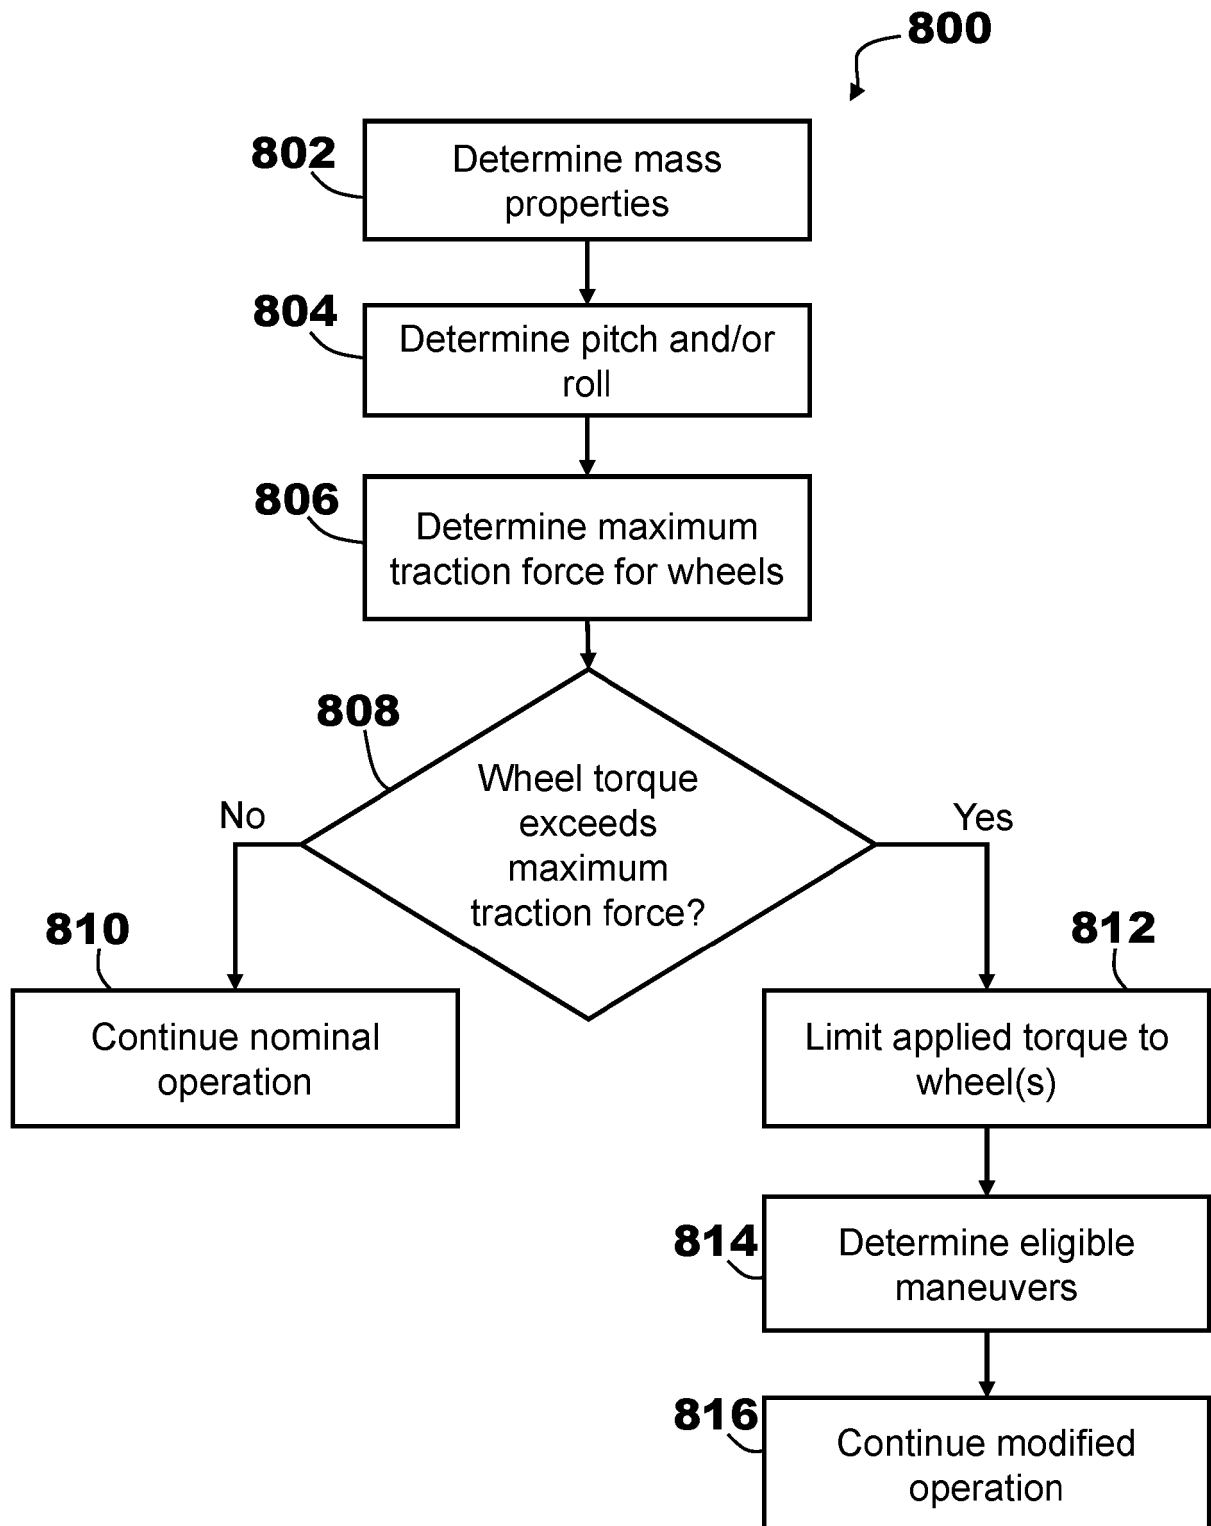 800
802
Determine mass
properties
804
Determine pitch and/or
roll
806
Determine maximum
traction force for wheels
808
Wheel torque
exceeds
maximum
traction force?
No
Yes
810
Continue nominal
operation
812
Limit applied torque to
wheel(s)
814
Determine eligible
maneuvers
816
Continue modified
operation